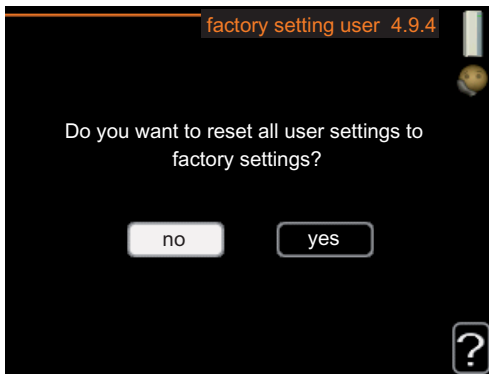 factory setting user 4.9.4
Do you want to reset all user settings to
factory settings?
no yes
?